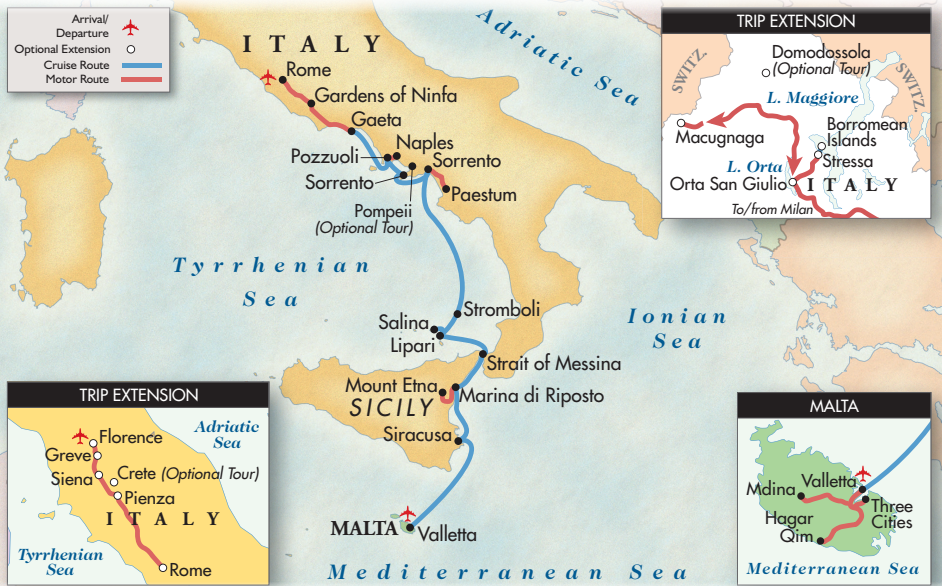 Arrival/
Departure
Optional Extension
Cruise Route
Motor Route
ITALY
Adriatic Sea
Rome
Gardens of Ninfa
Gaeta
Naples
Pozzuoli
Sorrento
Sorrento
Paestum
Pompeii
(Optional Tour)
Tyrrhenian
Sea
Stromboli
Salina
Lipari
Ionian
Sea
Strait of Messina
Mount Etna
Marina di Riposto
SICILY
Siracusa
MALTA
Valletta
Mediterranean Sea
TRIP EXTENSION
SWITZ.
Domodossola
(Optional Tour)
SWITZ.
L. Maggiore
Macugnaga
Borromean
Islands
Stressa
L. Orta
Orta San Giulio
ITALY
To/from Milan
TRIP EXTENSION
Florence
Adriatic
Sea
Greve
Siena
Crete (Optional Tour)
Pienza
ITALY
Tyrrhenian
Sea
Rome
MALTA
Mdina
Valletta
Three
Cities
Hagar
Qim
Mediterranean Sea